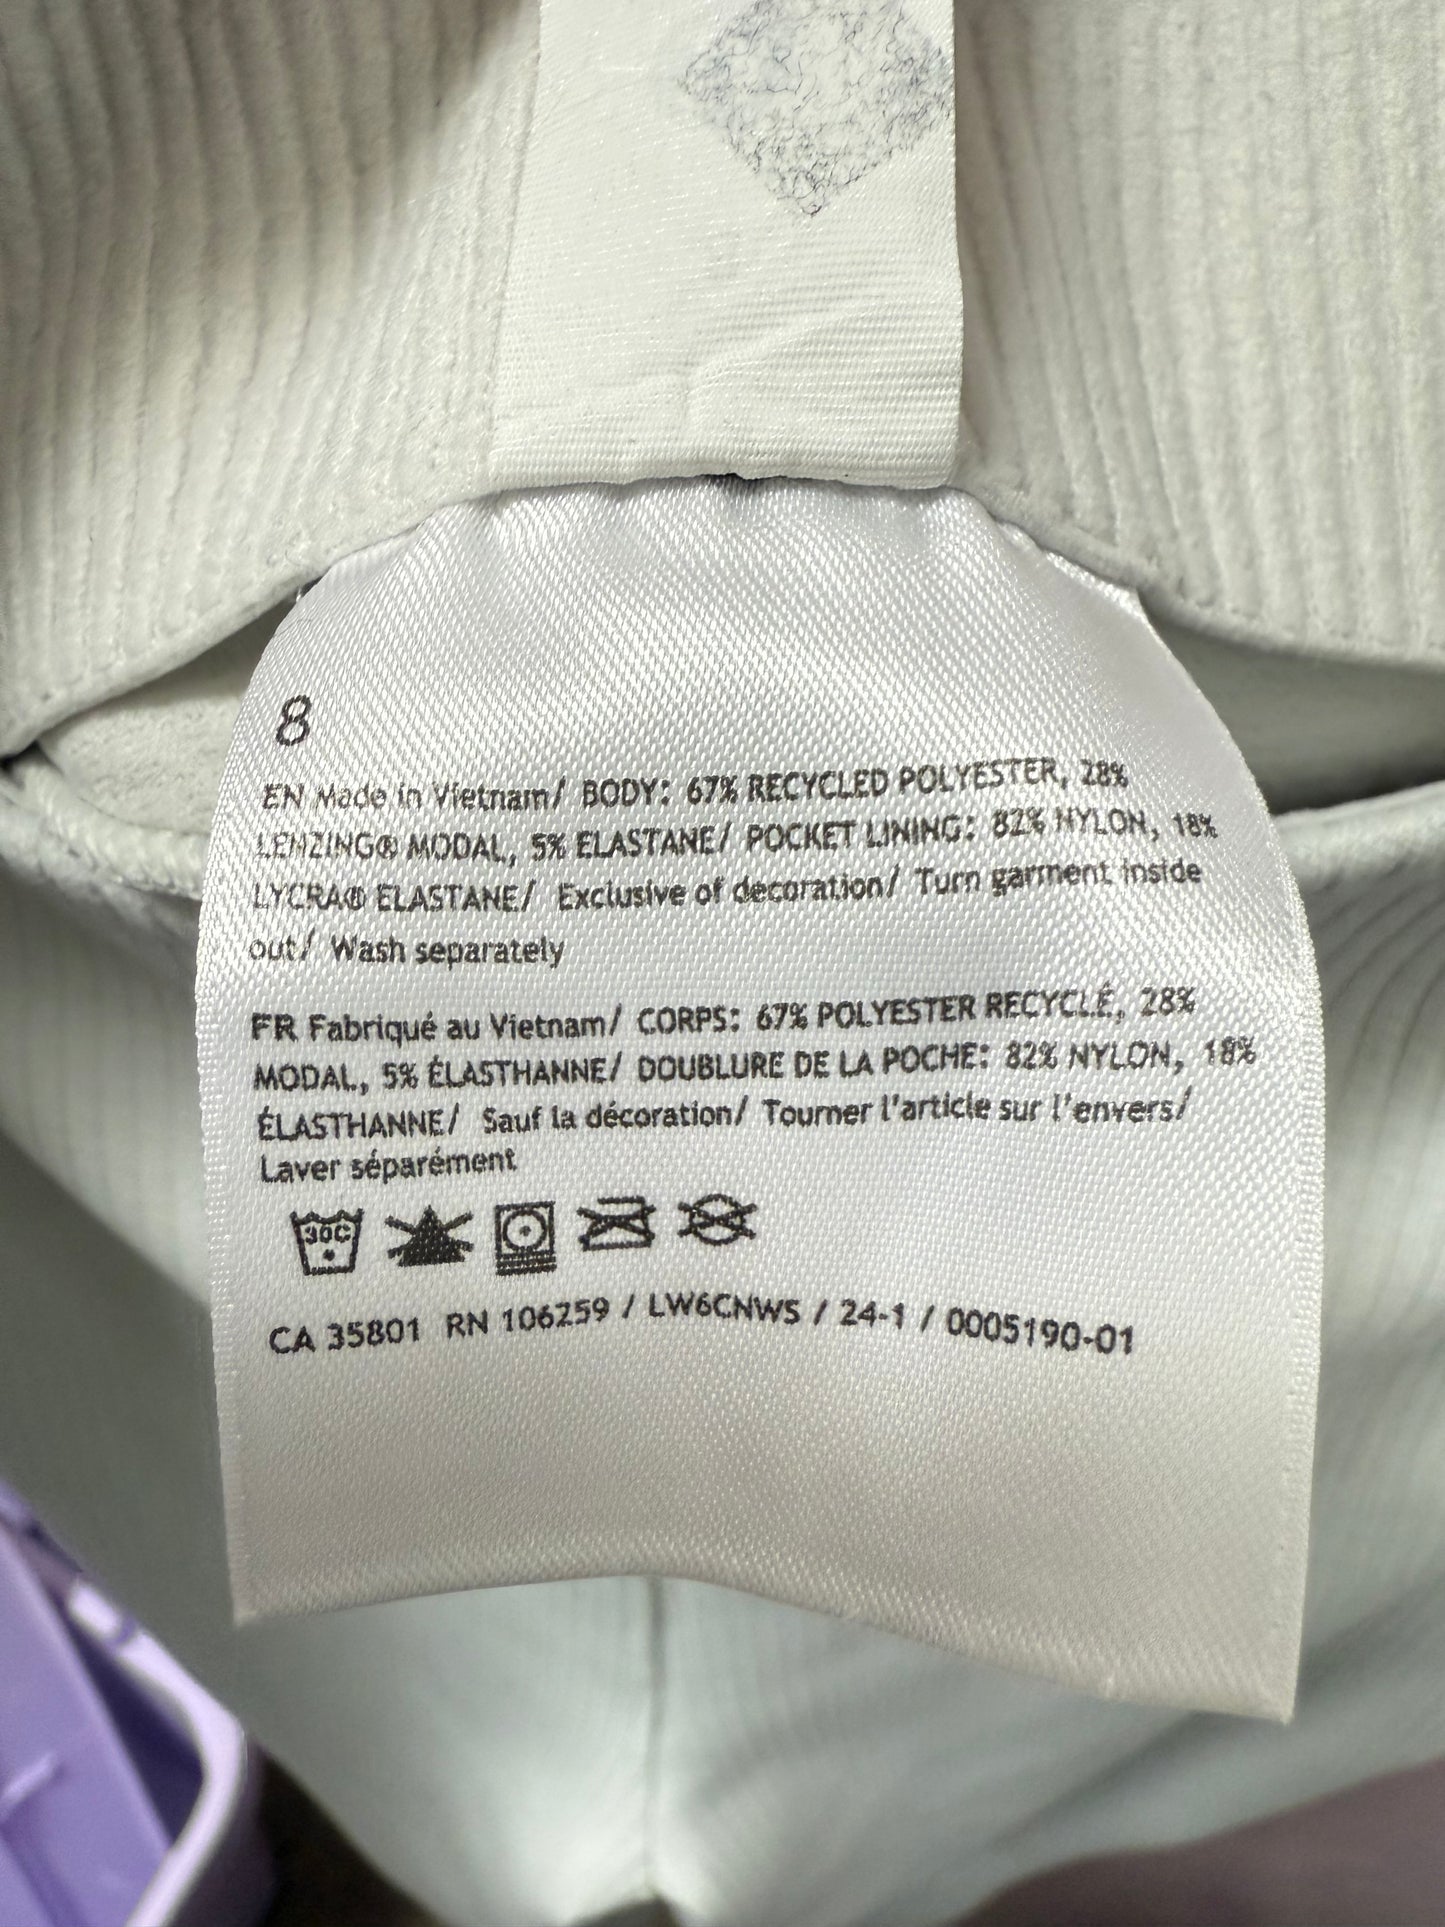 8
EN Made in Vietnam/ BODY: 67% RECYCLED POLYESTER, 28%
LENZING® MODAL, 5% ELASTANE/ POCKET LINING: 82% NYLON, 18%
LYCRA® ELASTANE/ Exclusive of decoration/ Turn garment inside
out/ Wash separately
FR Fabriqué au Vietnam/ CORPS: 67% POLYESTER RECYCLÉ, 28%
MODAL, 5% ÉLASTHANNE/ DOUBLURE DE LA POCHE: 82% NYLON, 18%
ÉLASTHANNE/ Sauf la décoration/ Tourner l'article sur l'envers/
Laver séparément
30C
CA 35801 RN 106259 / LW6CNWS / 24-1 / 0005190-01